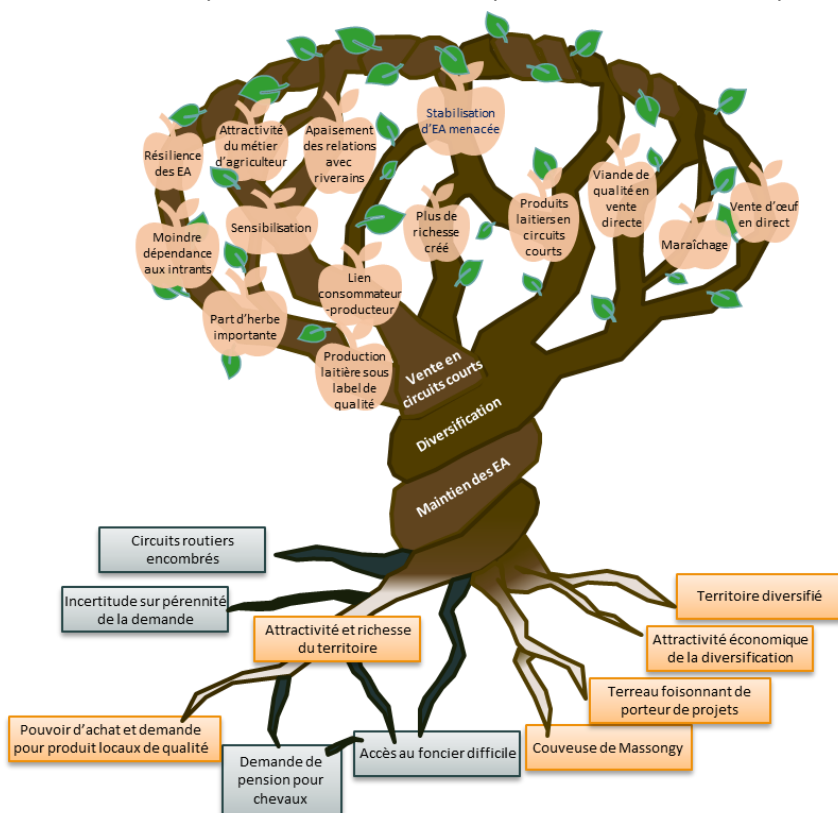 Résilience
des EA
Attractivité
du métier
d'agriculteur
Apaisement
des relations
avec
riverains
Stabilisation
d'EA menacée
Moindre
dépendance
aux intrants
Sensibilisation
Plus de
richesse
créé
Produits
laitiers en
circuits
courts
Viande de
qualité en
vente
directe
Maraîchage
Vente d'œuf
en direct
Part d'herbe
importante
Lien
consommateur
-producteur
Production
laitière sous
label de
qualité
Vente en
circuits courts
Diversification
Maintien des EA
Circuits routiers
encombrés
Incertitude sur pérennité
de la demande
Attractivité et richesse
du territoire
Pouvoir d'achat et demande
pour produit locaux de qualité
Demande de
pension pour
chevaux
Accès au foncier difficile
Territoire diversifié
Attractivité économique
de la diversification
Terreau foisonnant de
porteur de projets
Couveuse de Massongy